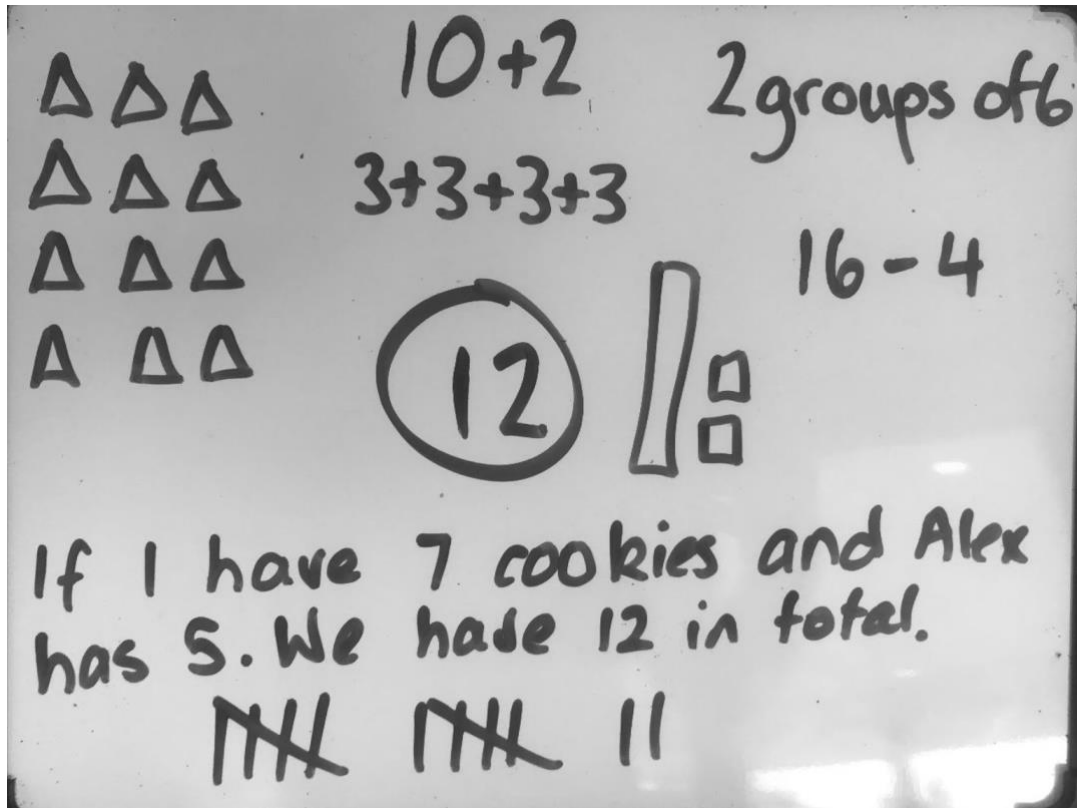 10+2
2 groups of 6
3+3+3+3
16-4
12
If I have 7 cookies and Alex
has 5. We have 12 in total.